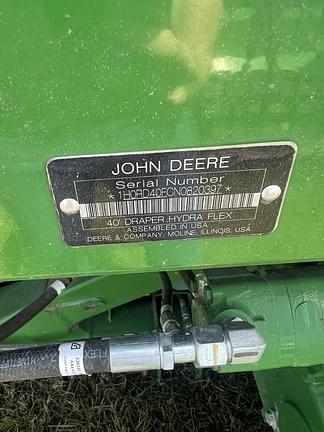 JOHN DEERE
Serial Number
*1H0RD40FCN0820397*
40' DRAPER,HYDRA FLEX
ASSEMBLED IN USA
DEERE & COMPANY, MOLINE, ILLINOIS, USA